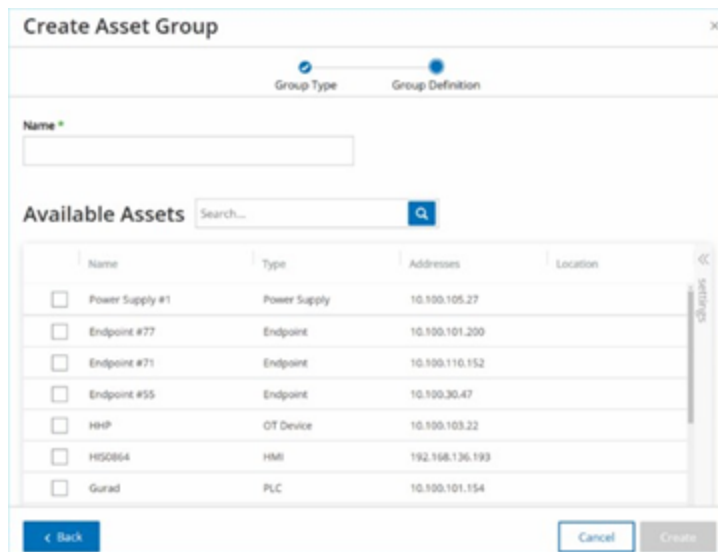 Create Asset Group
×
Group Type Group Definition
Name *
Available Assets Search...
Name Type Addresses Location
settings
Power Supply #1 Power Supply 10.100.105.27
Endpoint #77 Endpoint 10.100.101.200
Endpoint #71 Endpoint 10.100.110.152
Endpoint #55 Endpoint 10.100.30.47
HHP OT Device 10.100.103.22
HIS0864 HMI 192.168.136.193
Gurad PLC 10.100.101.154
< Back Cancel Create